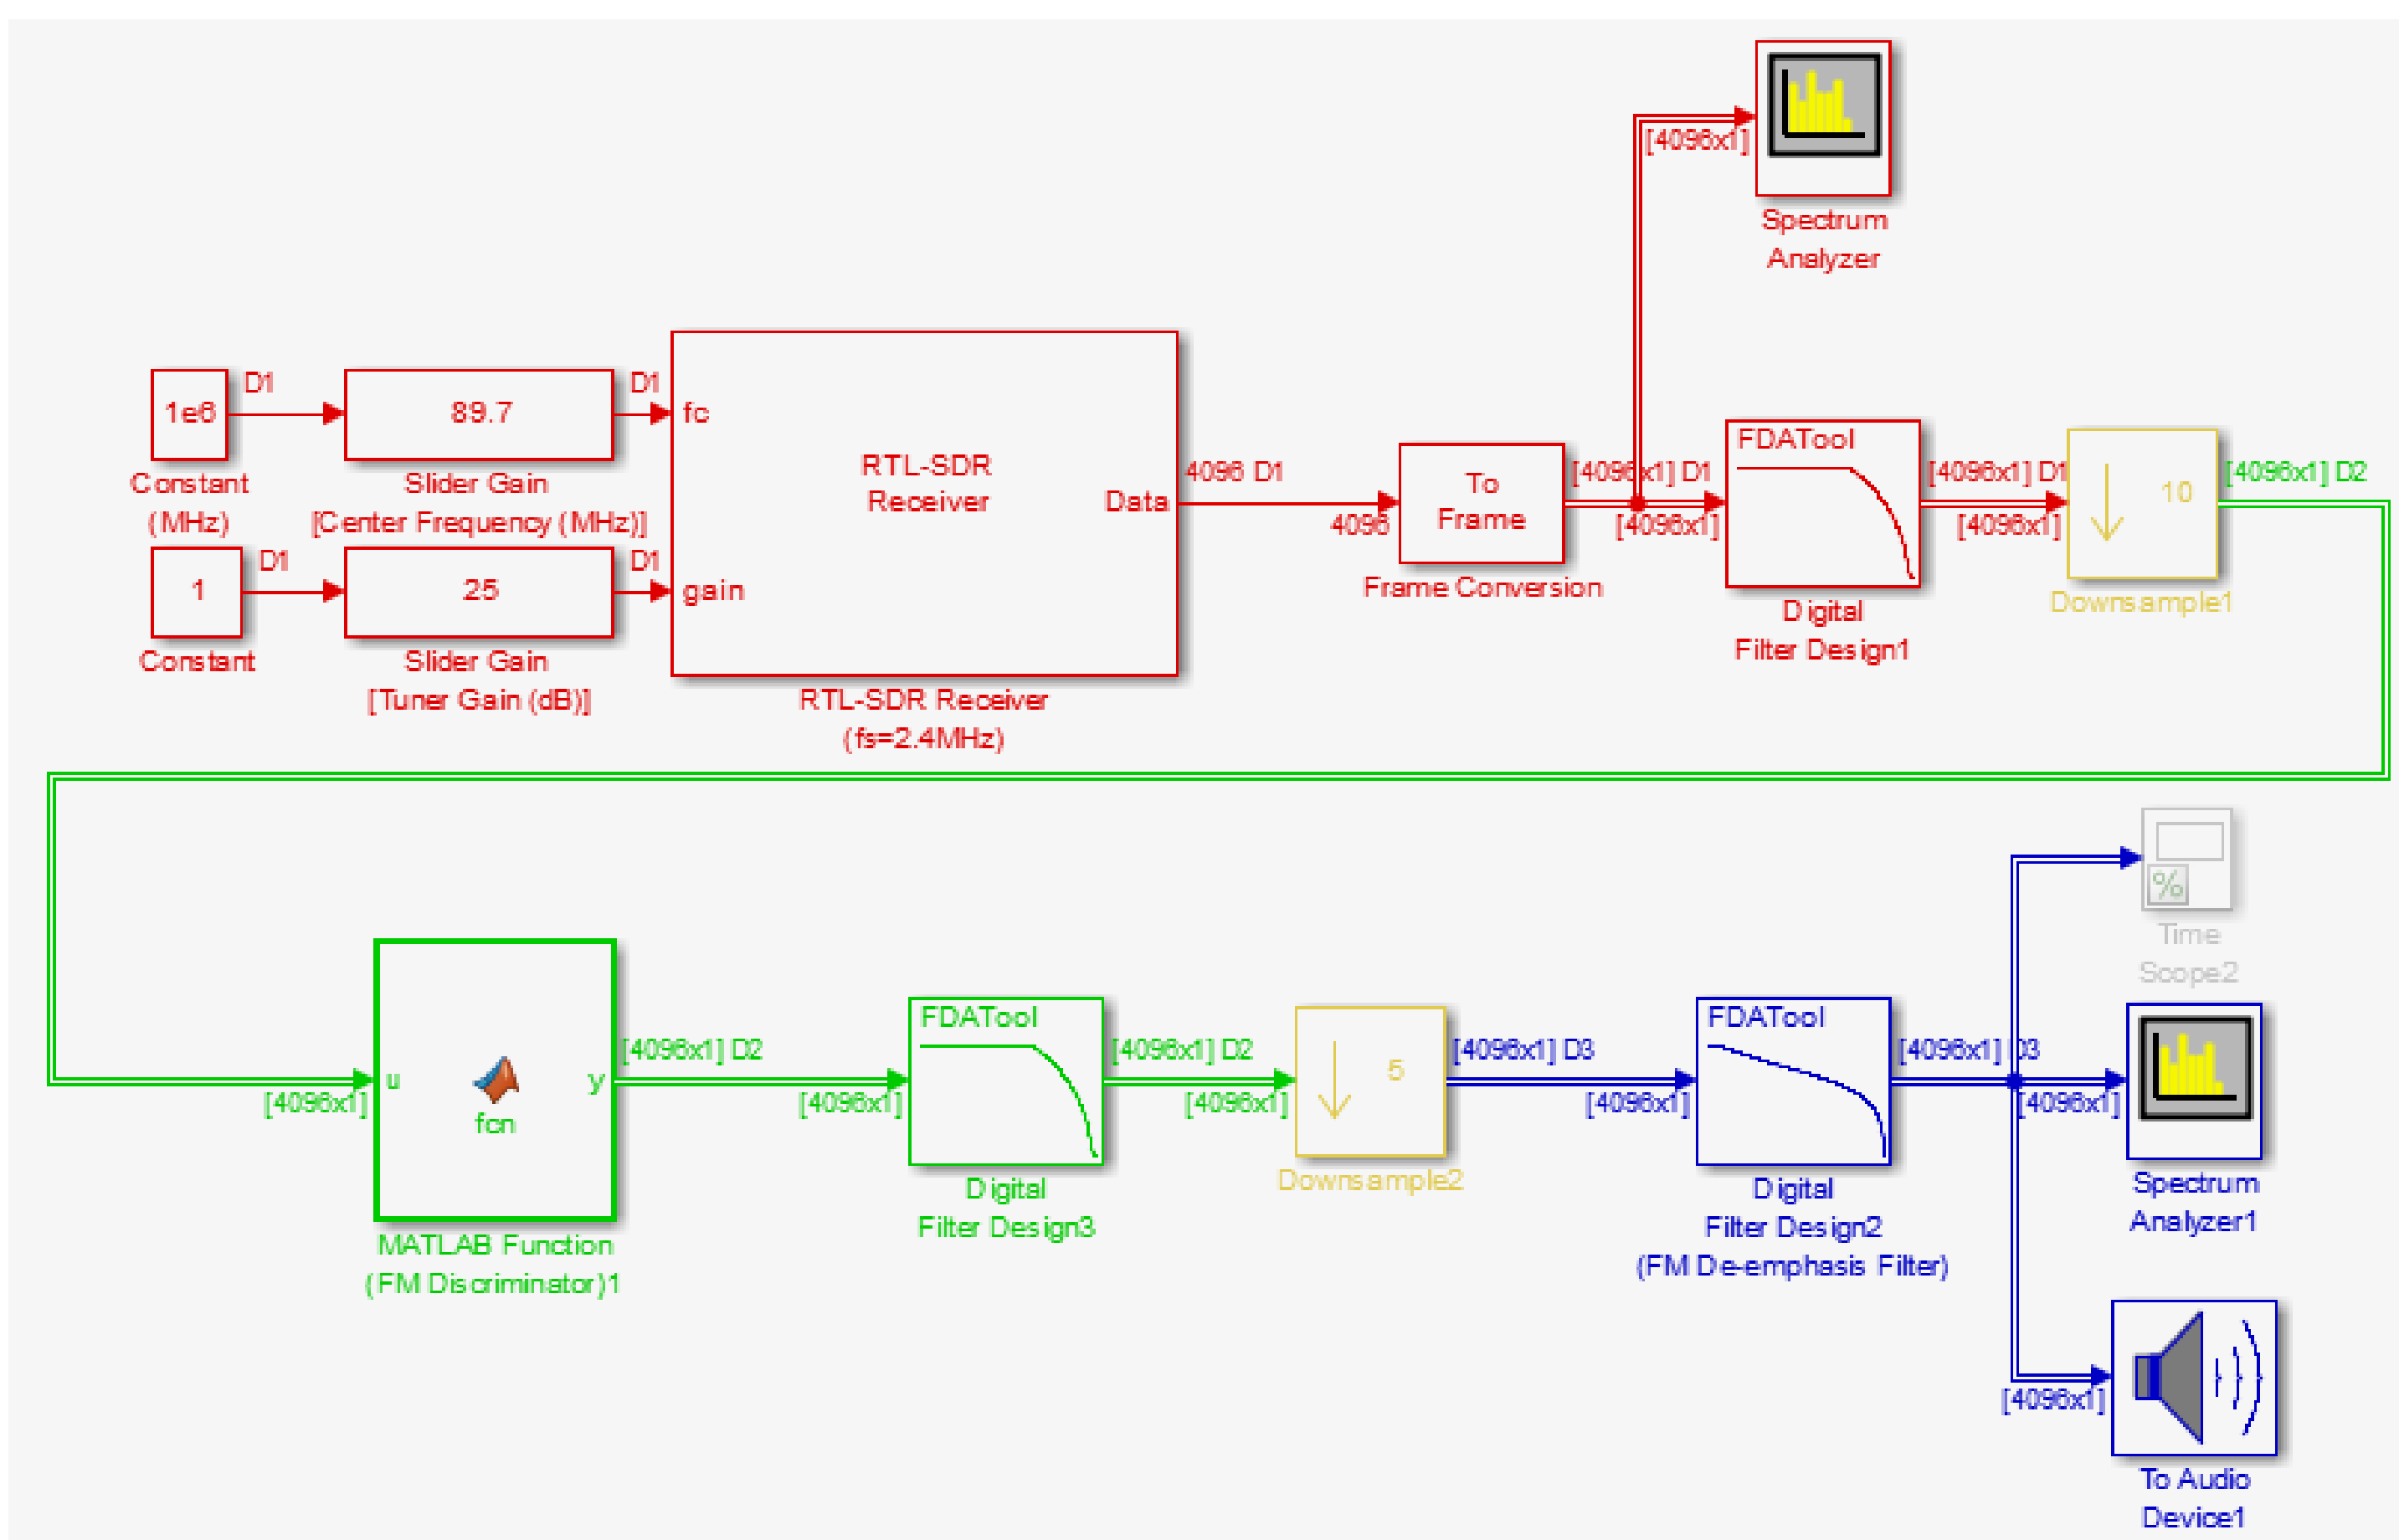 [4096x1]
Spectrum
Analyzer
1e6
D1
89.7
D1
fc
Constant
(MHz)
Slider Gain
[Center Frequency (MHz)]
1
D1
25
D1
gain
Constant
Slider Gain
[Tuner Gain (dB)]
RTL-SDR
Receiver
Data
RTL-SDR Receiver
(fs=2.4MHz)
4096 D1
4096
To
Frame
Frame Conversion
[4096x1] D1
[4096x1]
FDATool
Digital
Filter Design1
[4096x1] D1
[4096x1]
10
Downsample1
[4096x1] D2
[4096x1]
u
fcn
y
MATLAB Function
(FM Discriminator)1
[4096x1] D2
[4096x1]
FDATool
Digital
Filter Design3
[4096x1] D2
[4096x1]
5
Downsample2
[4096x1] D3
[4096x1]
FDATool
Digital
Filter Design2
(FM De-emphasis Filter)
[4096x1] D3
%
Time
Scope2
[4096x1]
Spectrum
Analyzer1
[4096x1]
To Audio
Device1